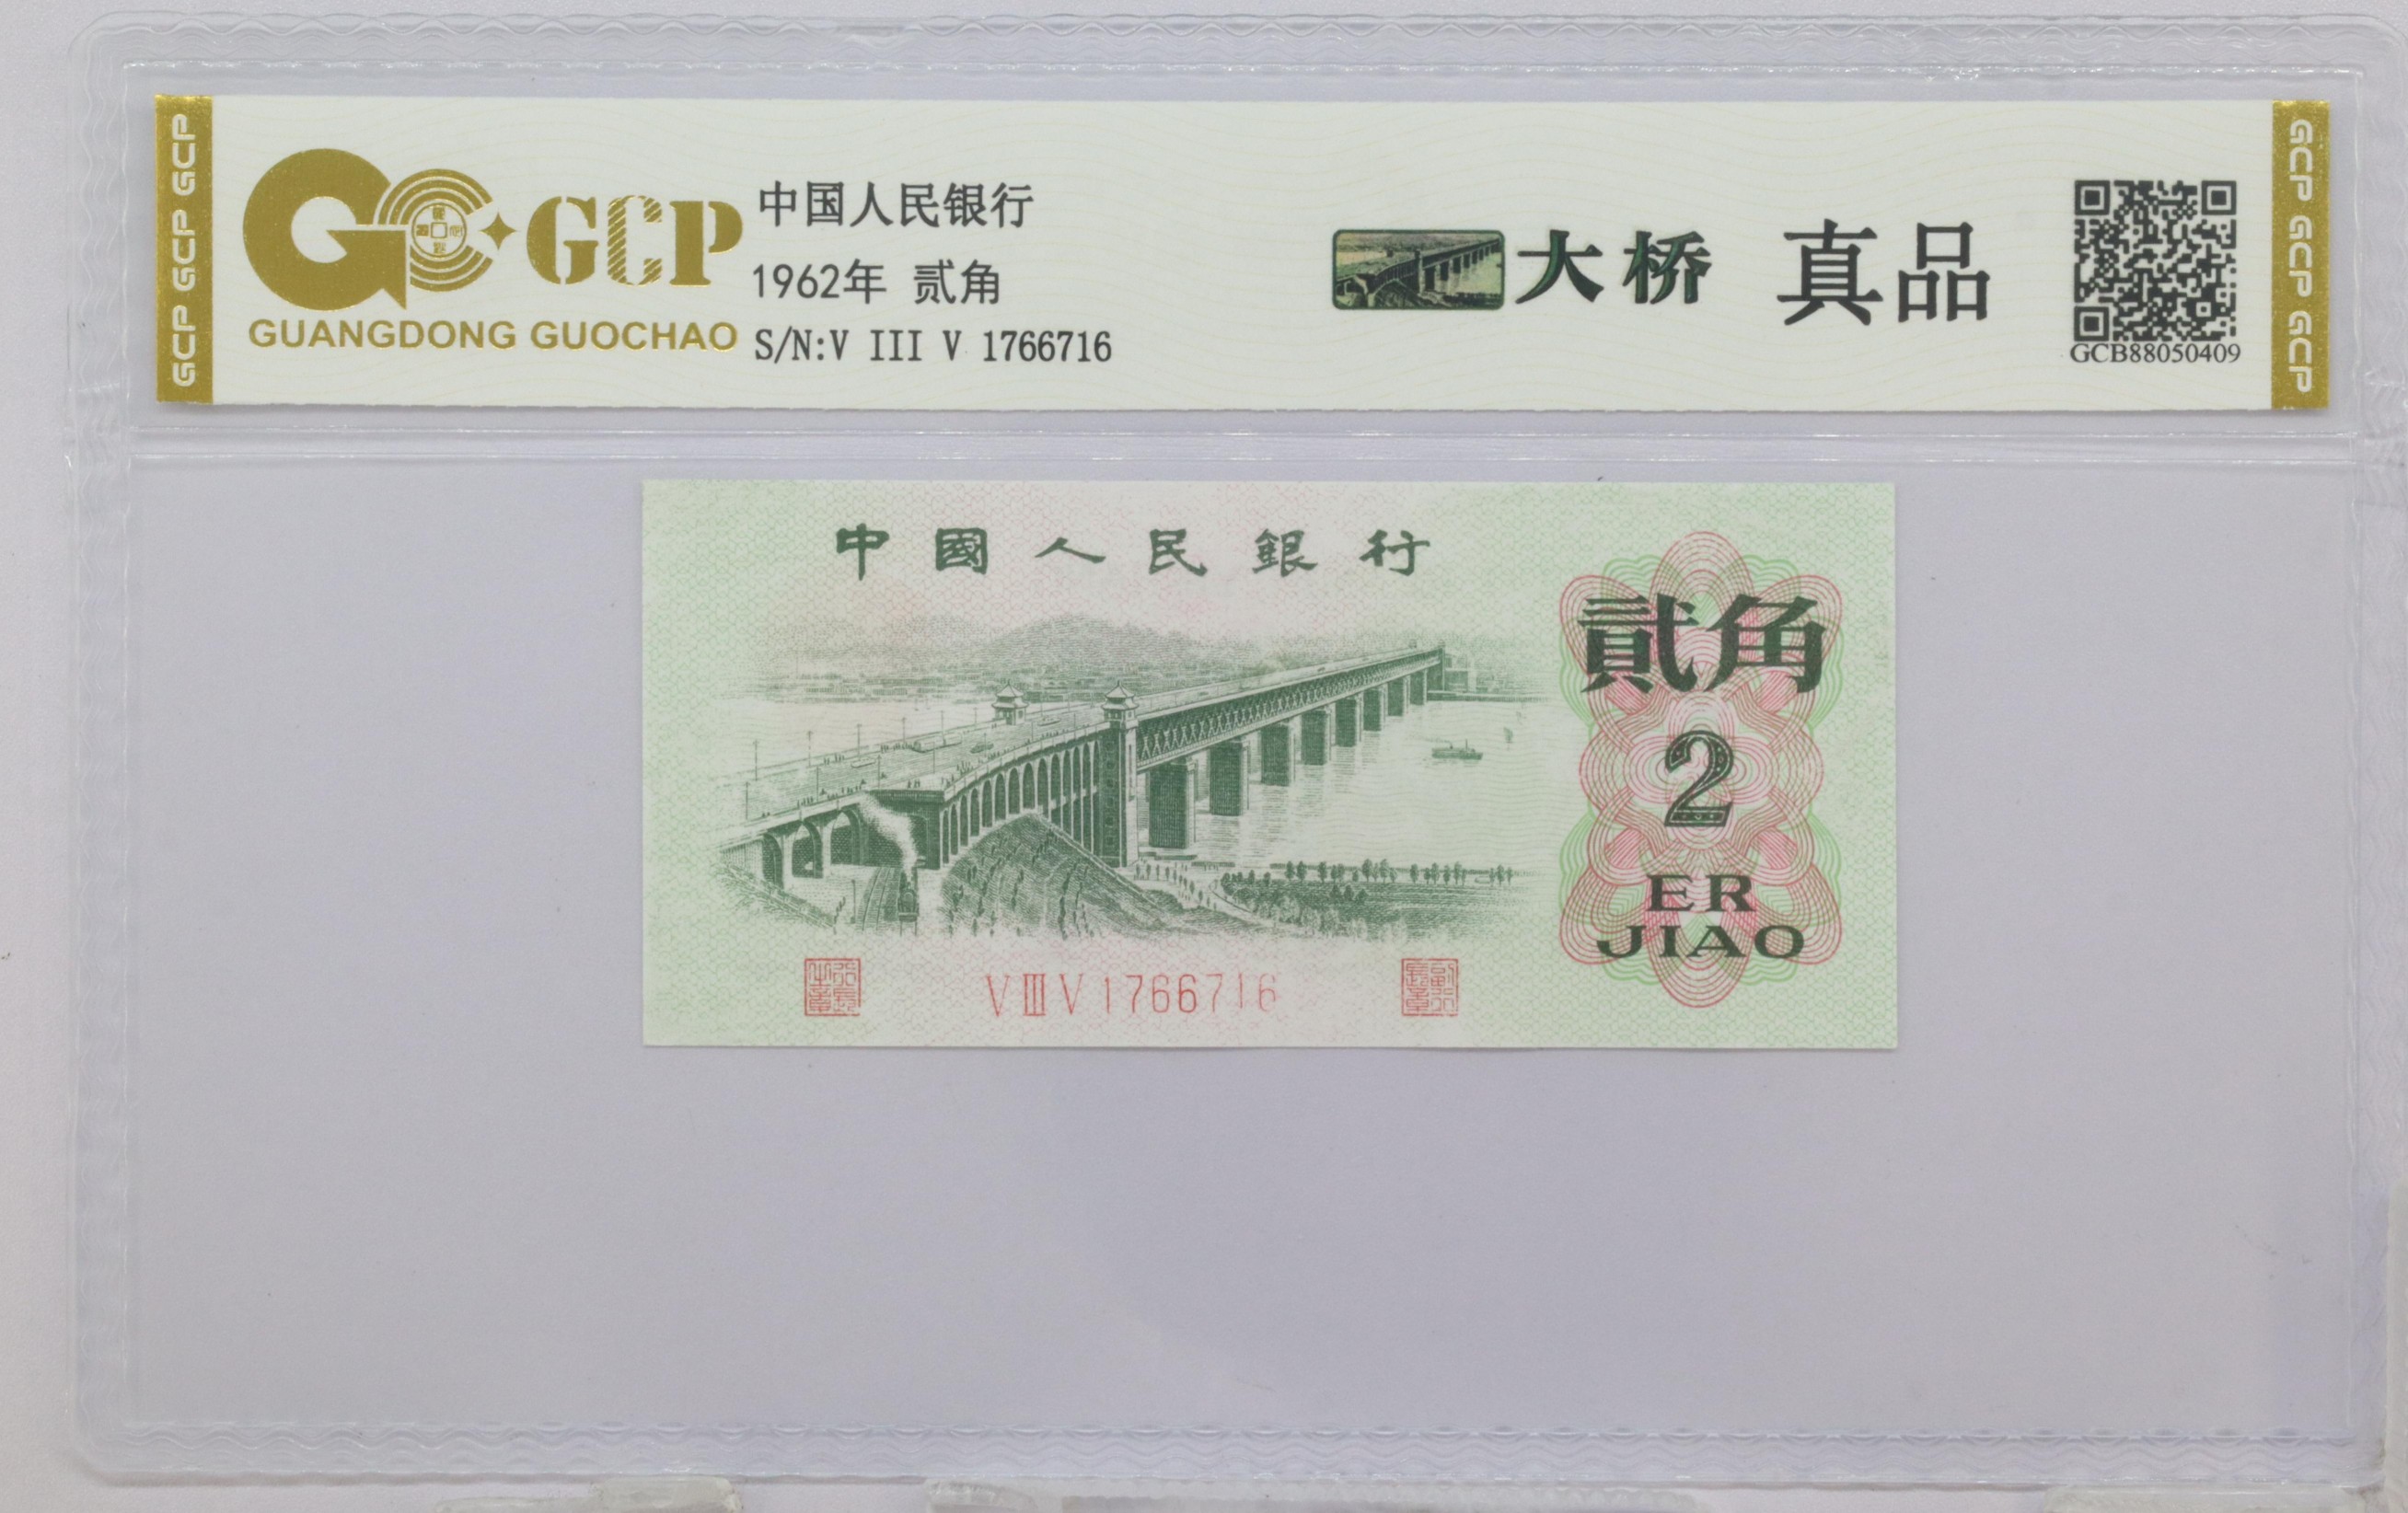 GCP GCP GCP
GCP
GUANGDONG GUOCHAO
中国人民银行
1962年 贰角
S/N:V III V 1766716
大桥 真品
GCB88050409
GCP GCP GCP
中國人民銀行
貳角
2
ER
JIAO
VIIIV1766716